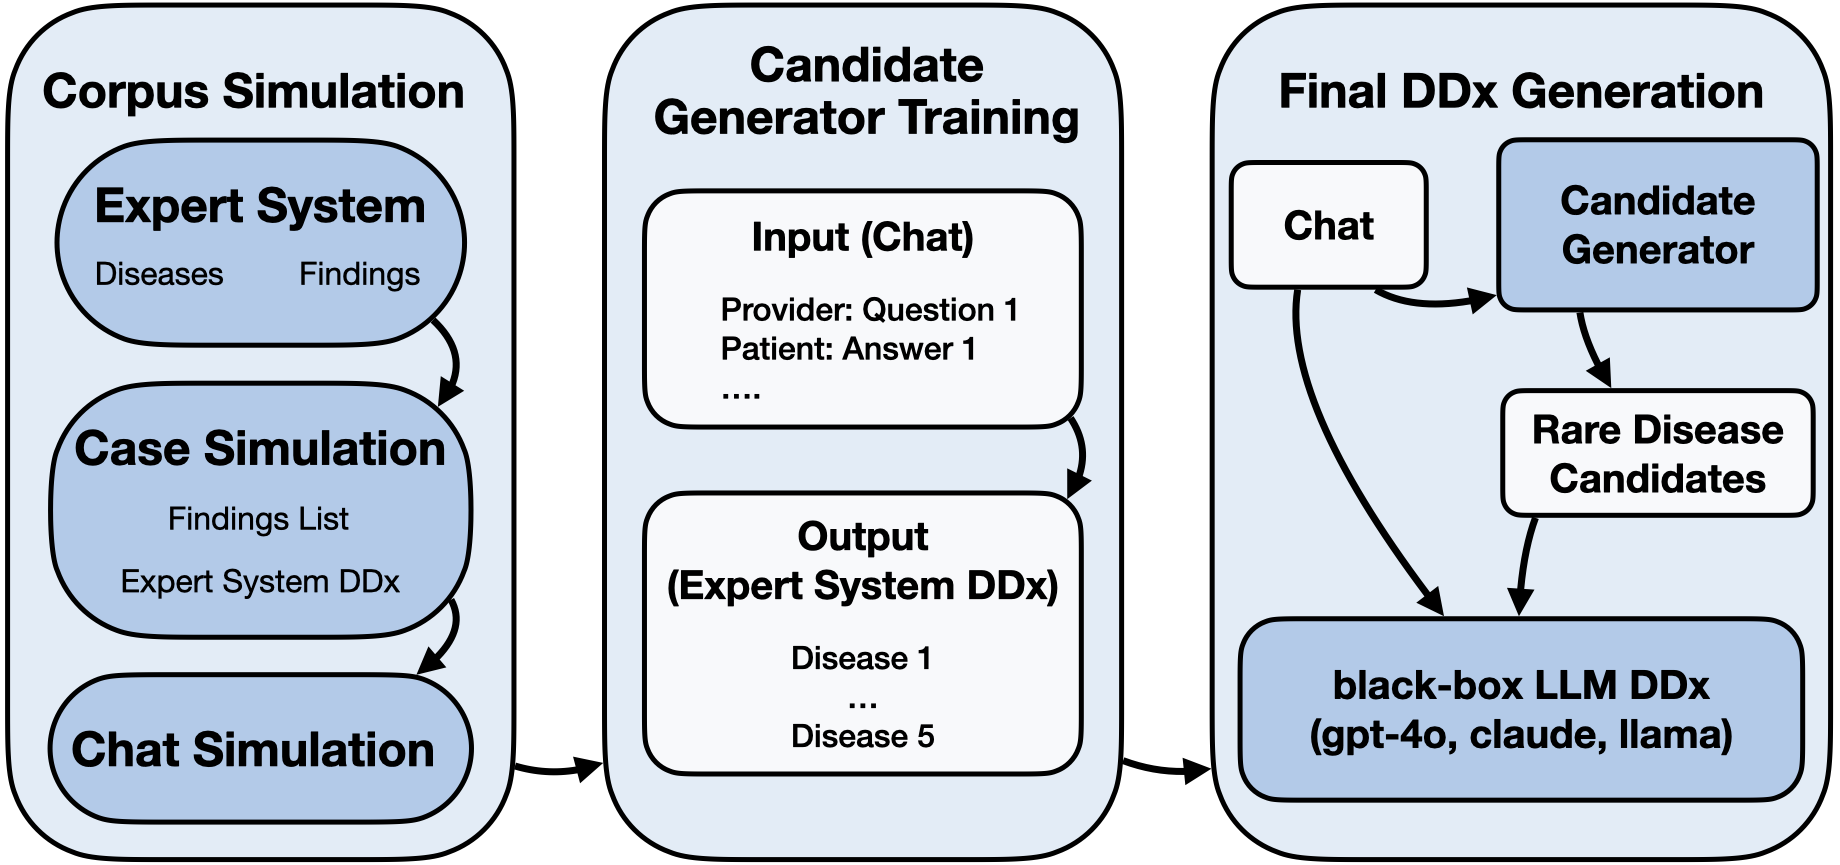 Corpus Simulation
Expert System
Diseases Findings
Case Simulation
Findings List
Expert System DDx
Chat Simulation
Candidate
Generator Training
Input (Chat)
Provider: Question 1
Patient: Answer 1
....
Output
(Expert System DDx)
Disease 1
...
Disease 5
Final DDx Generation
Chat
Candidate
Generator
Rare Disease
Candidates
black-box LLM DDx
(gpt-4o, claude, llama)